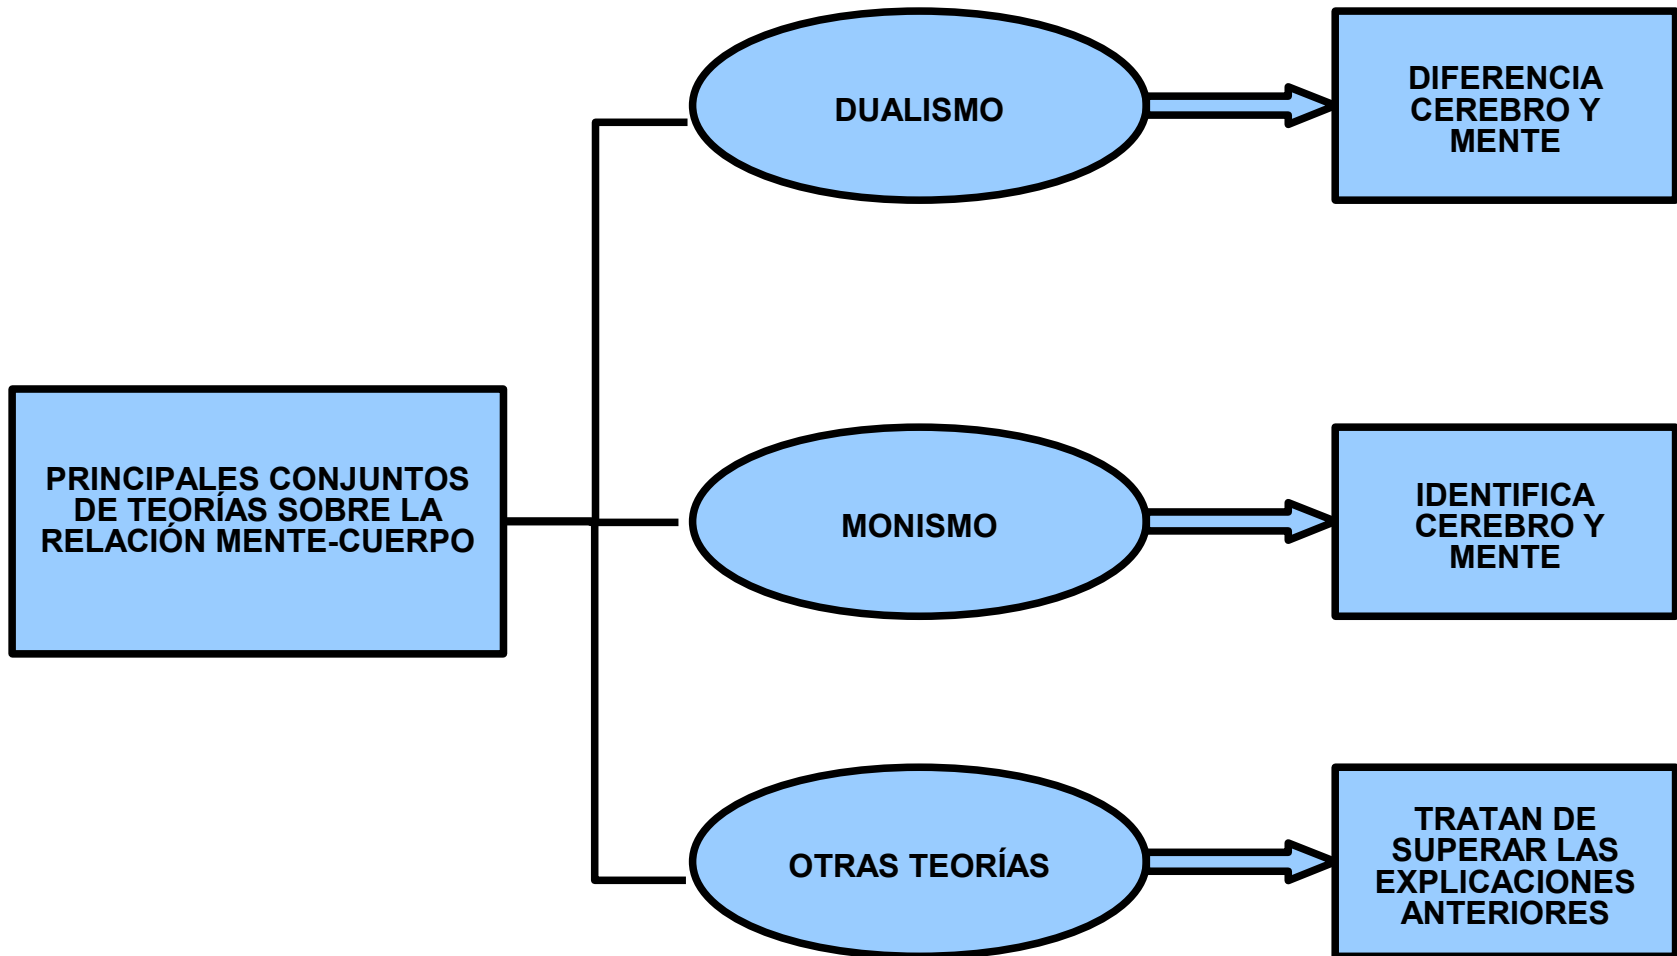 DUALISMO
DIFERENCIA
CEREBRO Y
MENTE
PRINCIPALES CONJUNTOS
DE TEORÍAS SOBRE LA
RELACIÓN MENTE-CUERPO
MONISMO
IDENTIFICA
CEREBRO Y
MENTE
OTRAS TEORÍAS
TRATAN DE
SUPERAR LAS
EXPLICACIONES
ANTERIORES